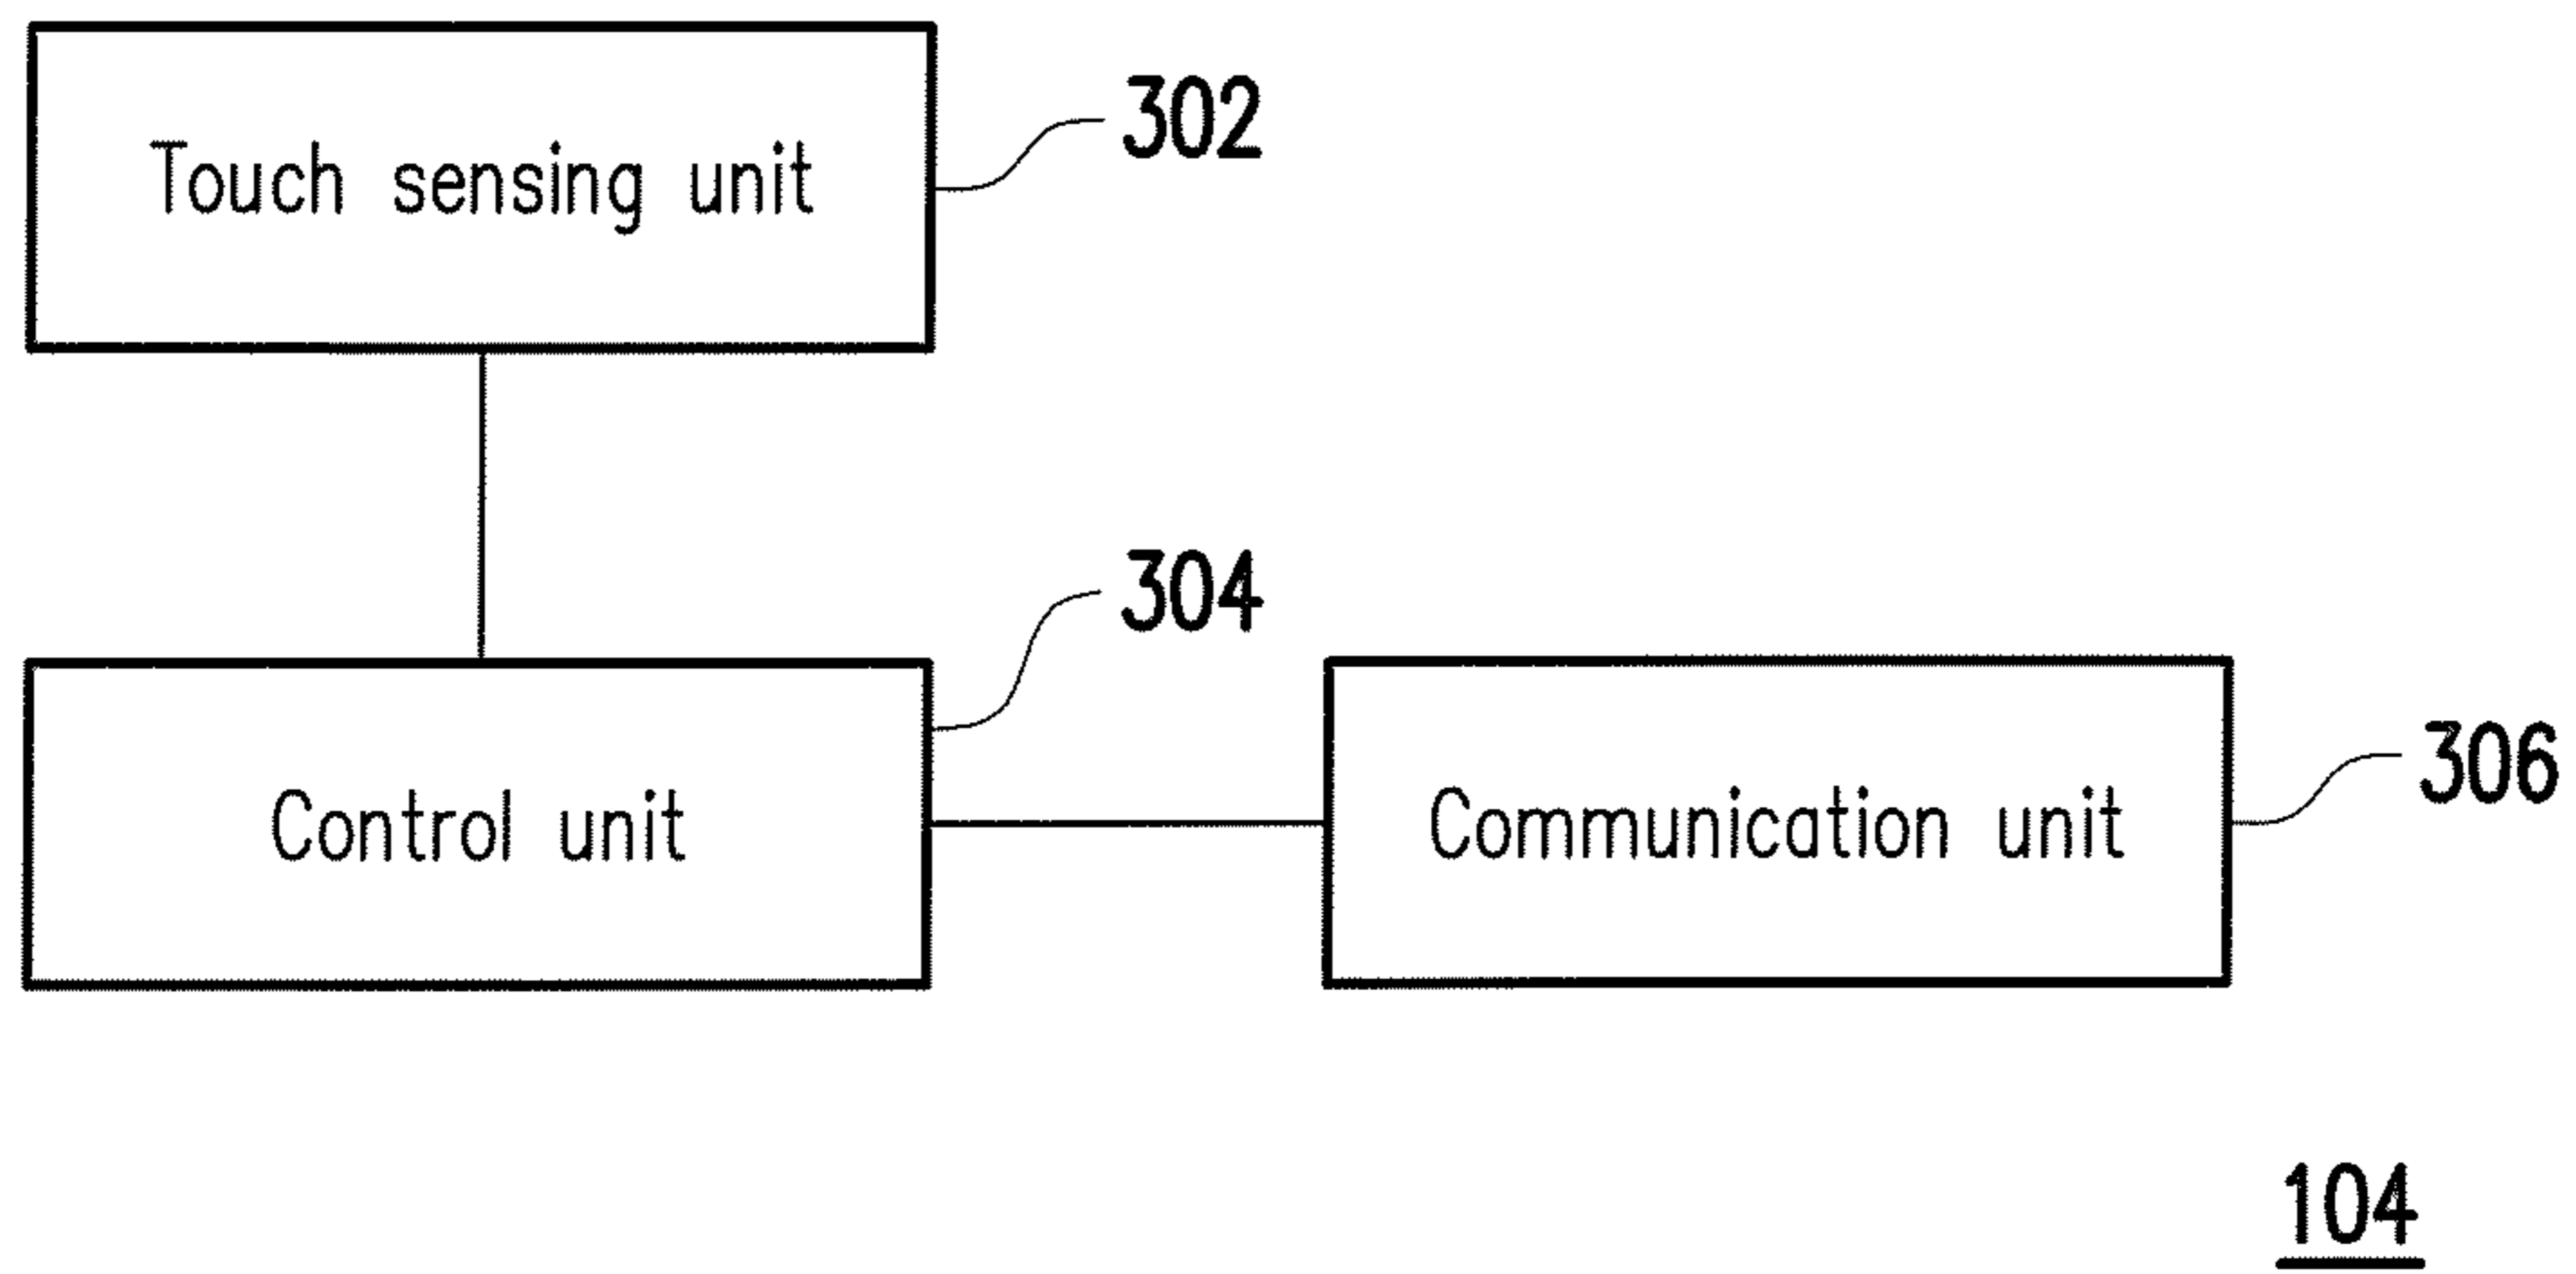 302
Touch sensing unit
304
Control unit
Communication unit
306
104